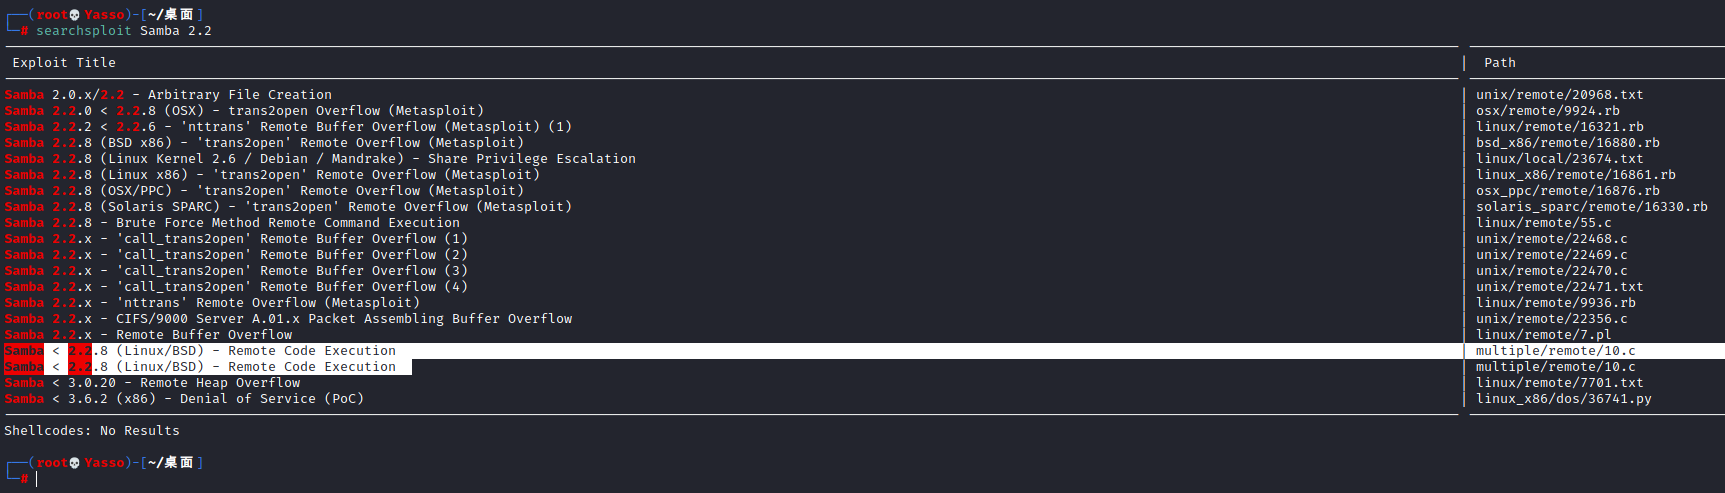 ┌──(root💀Yasso)-[~/桌面]
└─# searchsploit Samba 2.2
Exploit Title | Path
Samba 2.0.x/2.2 - Arbitrary File Creation | unix/remote/20968.txt
Samba 2.2.0 < 2.2.8 (OSX) - trans2open Overflow (Metasploit) | osx/remote/9924.rb
Samba 2.2.2 < 2.2.6 - 'nttrans' Remote Buffer Overflow (Metasploit) (1) | linux/remote/16321.rb
Samba 2.2.8 (BSD x86) - 'trans2open' Remote Overflow (Metasploit) | bsd_x86/remote/16880.rb
Samba 2.2.8 (Linux Kernel 2.6 / Debian / Mandrake) - Share Privilege Escalation | linux/local/23674.txt
Samba 2.2.8 (Linux x86) - 'trans2open' Remote Overflow (Metasploit) | linux_x86/remote/16861.rb
Samba 2.2.8 (OSX/PPC) - 'trans2open' Remote Overflow (Metasploit) | osx_ppc/remote/16876.rb
Samba 2.2.8 (Solaris SPARC) - 'trans2open' Remote Overflow (Metasploit) | solaris_sparc/remote/16330.rb
Samba 2.2.8 - Brute Force Method Remote Command Execution | linux/remote/55.c
Samba 2.2.x - 'call_trans2open' Remote Buffer Overflow (1) | unix/remote/22468.c
Samba 2.2.x - 'call_trans2open' Remote Buffer Overflow (2) | unix/remote/22469.c
Samba 2.2.x - 'call_trans2open' Remote Buffer Overflow (3) | unix/remote/22470.c
Samba 2.2.x - 'call_trans2open' Remote Buffer Overflow (4) | unix/remote/22471.txt
Samba 2.2.x - 'nttrans' Remote Overflow (Metasploit) | linux/remote/9936.rb
Samba 2.2.x - CIFS/9000 Server A.01.x Packet Assembling Buffer Overflow | unix/remote/22356.c
Samba 2.2.x - Remote Buffer Overflow | linux/remote/7.pl
Samba < 2.2.8 (Linux/BSD) - Remote Code Execution | multiple/remote/10.c
Samba < 2.2.8 (Linux/BSD) - Remote Code Execution | multiple/remote/10.c
Samba < 3.0.20 - Remote Heap Overflow | linux/remote/7701.txt
Samba < 3.6.2 (x86) - Denial of Service (PoC) | linux_x86/dos/36741.py
Shellcodes: No Results
┌──(root💀Yasso)-[~/桌面]
└─#